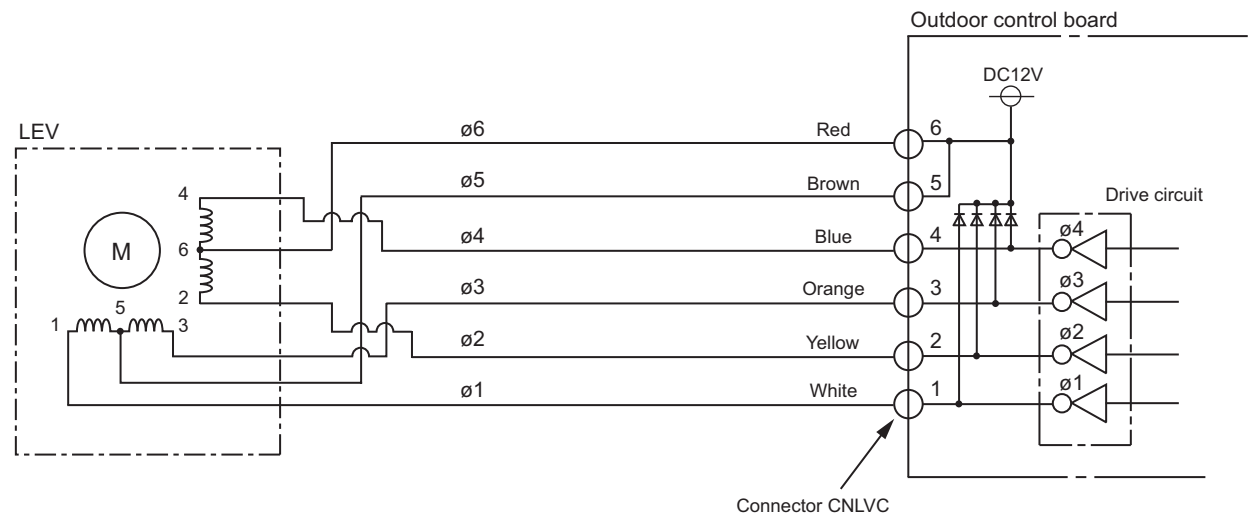 Outdoor control board
DC12V
LEV
ø6
Red
6
ø5
Brown
5
4
Drive circuit
M
6
ø4
Blue
4
ø4
2
ø3
Orange
3
ø3
1
5
3
ø2
Yellow
2
ø2
ø1
White
1
ø1
Connector CNLVC